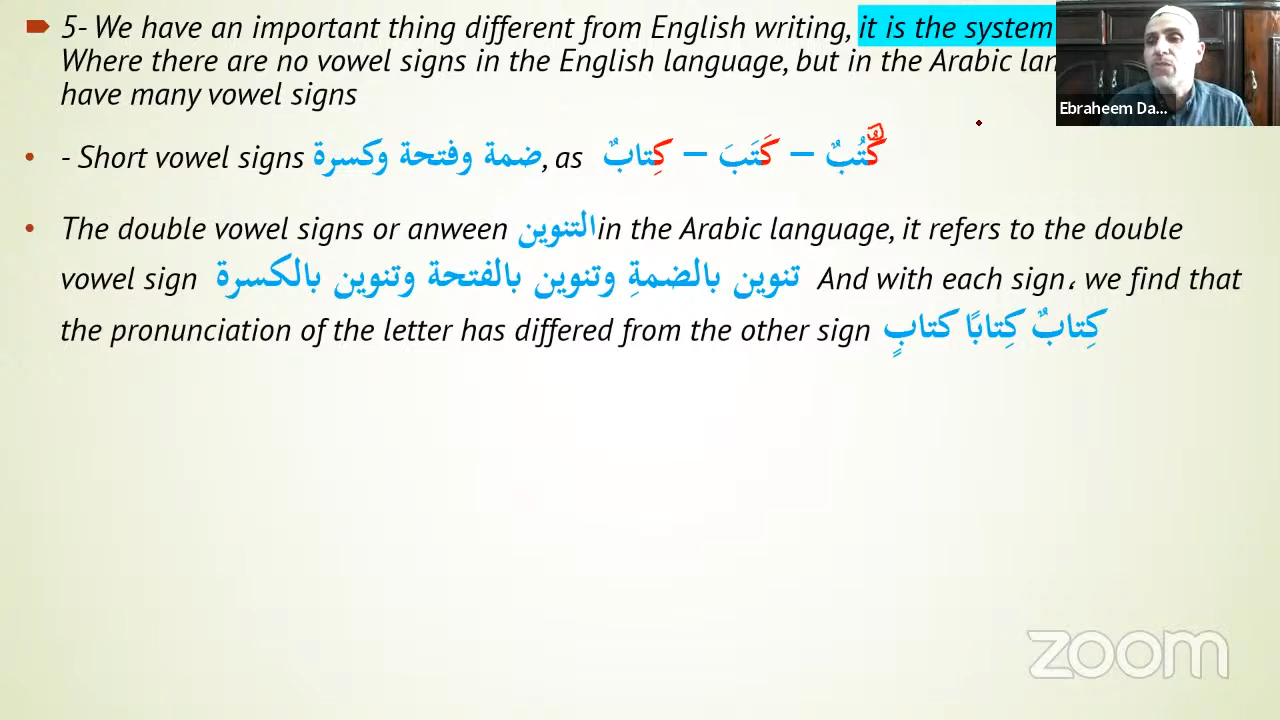 5- We have an important thing different from English writing, it is the system
Where there are no vowel signs in the English language, but in the Arabic lan
have many vowel signs
- Short vowel signs ضمة وفتحة وكسرة, as كُتُبٌ – كَتَبَ – كِتابٌ
The double vowel signs or anween التنوين in the Arabic language, it refers to the double
vowel sign تنوين بالضمةِ وتنوين بالفتحة وتنوين بالكسرة And with each sign، we find that
the pronunciation of the letter has differed from the other sign كِتابٌ كِتابًا كتابٍ
Ebraheem Da...
zoom